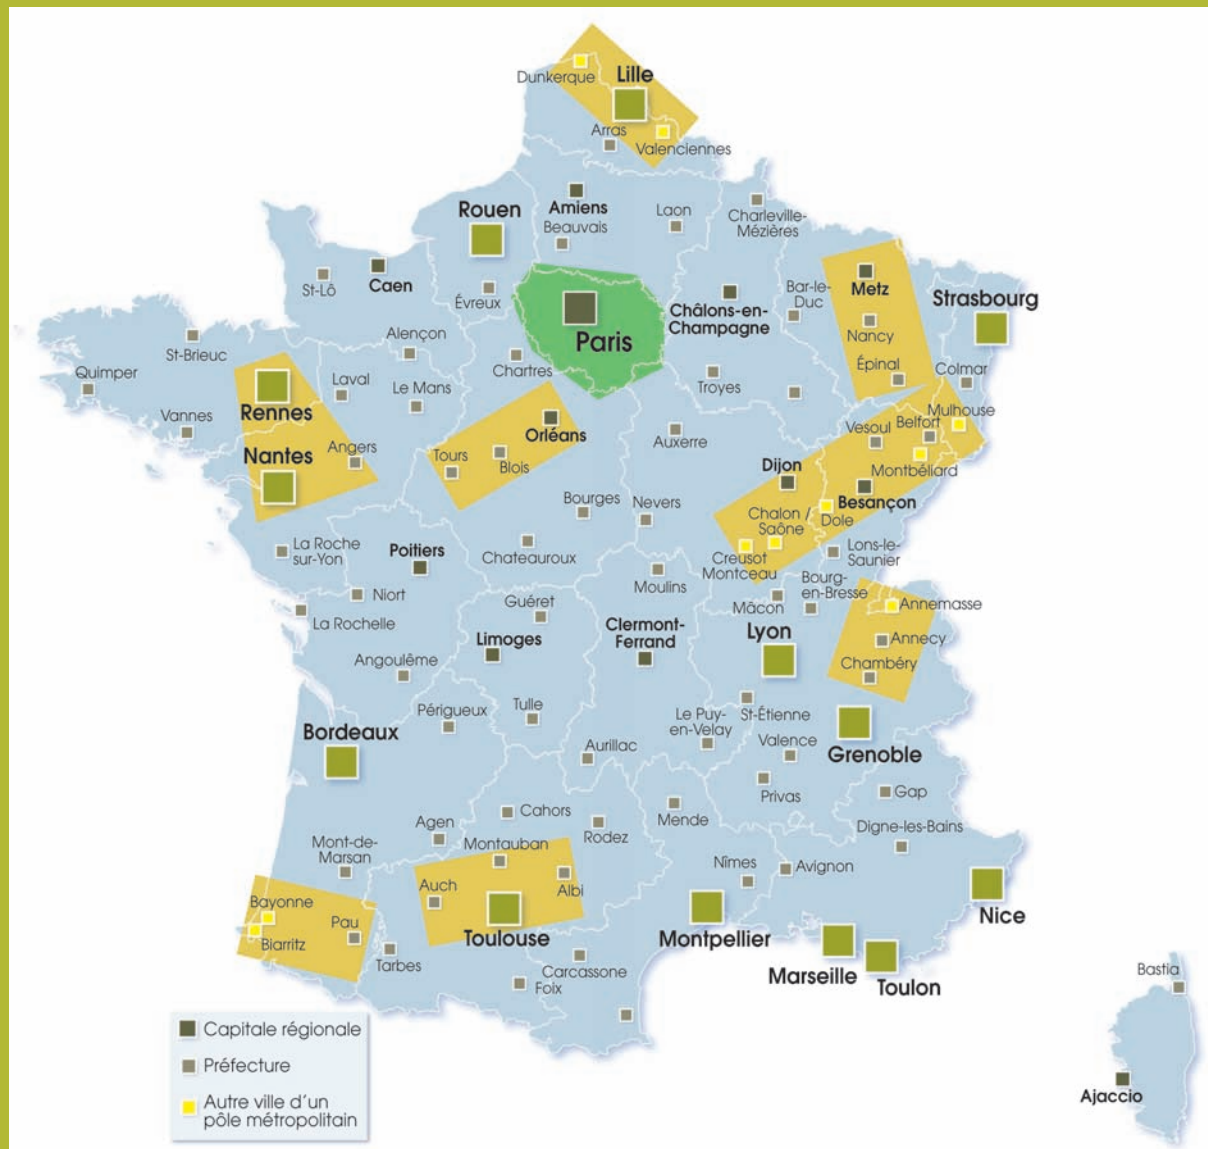 Dunkerque
Lille
Arras
Valenciennes
Amiens
Rouen
Beauvais
Laon
Charleville-
Mézières
St-Lô
Caen
Évreux
Paris
Châlons-en-
Champagne
Bar-le-
Duc
Metz
Nancy
Épinal
Strasbourg
Colmar
St-Brieuc
Quimper
Vannes
Rennes
Nantes
Laval
Alençon
Le Mans
Angers
Chartres
Orléans
Blois
Tours
Troyes
Auxerre
Mulhouse
Belfort
Vesoul
Montbéliard
Besançon
Dijon
Dole
Chalon /
Saône
Creusot
Montceau
Lons-le-
Saunier
Bourges
Nevers
Chateauroux
Moulins
La Roche
sur-Yon
Poitiers
Niort
La Rochelle
Guéret
Limoges
Clermont-
Ferrand
Mâcon
Bourg-
en-Bresse
Annemasse
Annecy
Chambéry
Lyon
Angoulême
Périgueux
Tulle
St-Étienne
Le Puy-
en-Velay
Valence
Grenoble
Bordeaux
Aurillac
Privas
Gap
Cahors
Agen
Rodez
Mende
Digne-les-Bains
Mont-de-
Marsan
Montauban
Auch
Albi
Toulouse
Nîmes
Avignon
Nice
Bayonne
Biarritz
Pau
Tarbes
Montpellier
Marseille
Toulon
Carcassone
Foix
Bastia
Ajaccio
Capitale régionale
Préfecture
Autre ville d'un
pôle métropolitain